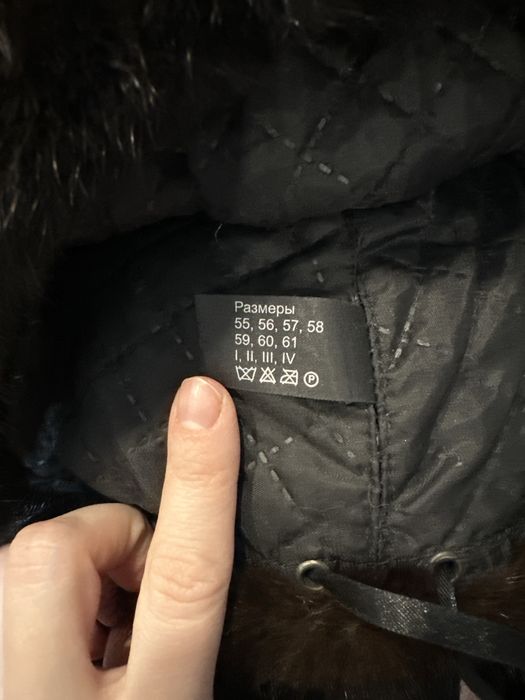 Размеры
55, 56, 57, 58
59, 60, 61
I, II, III, IV
P